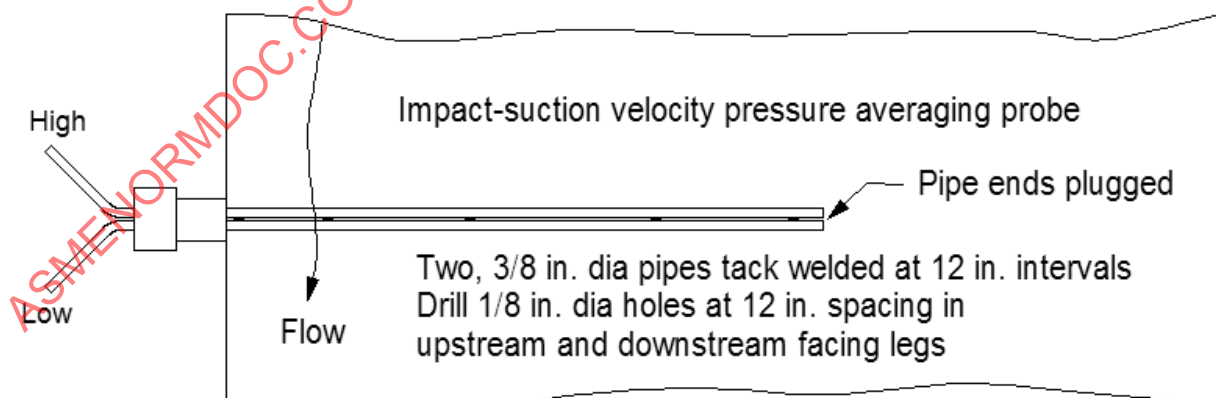 ASMENORMDOC.CO
High
Impact-suction velocity pressure averaging probe
Pipe ends plugged
Low
Flow
Two, 3/8 in. dia pipes tack welded at 12 in. intervals
Drill 1/8 in. dia holes at 12 in. spacing in
upstream and downstream facing legs